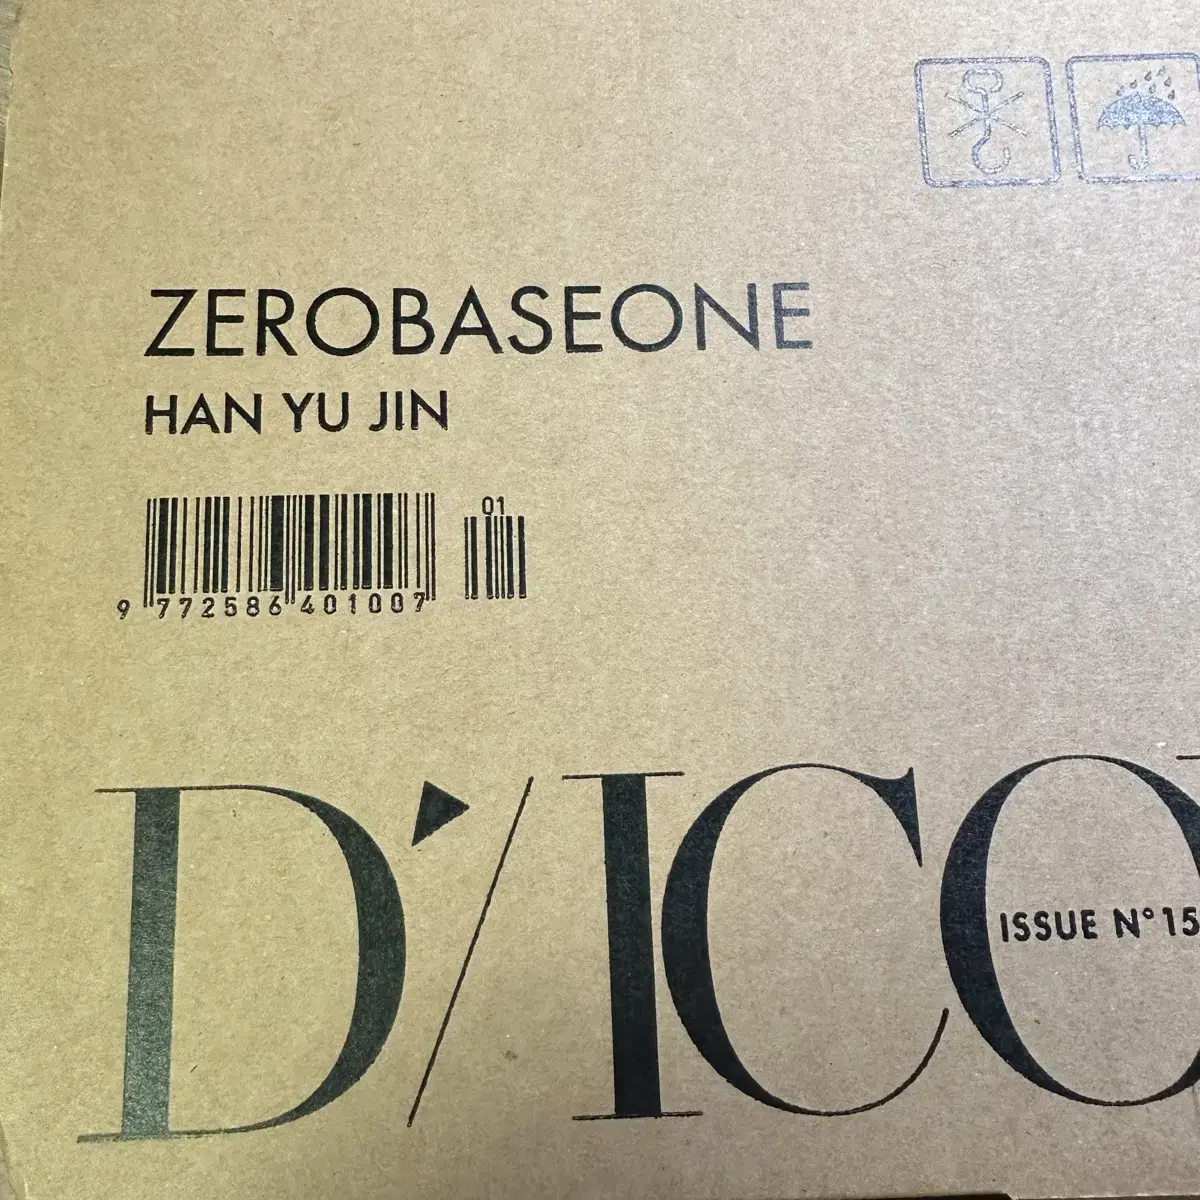 ZEROBASEONE
HAN YU JIN
01
9 772586 401007
D'/ICO
ISSUE N°15